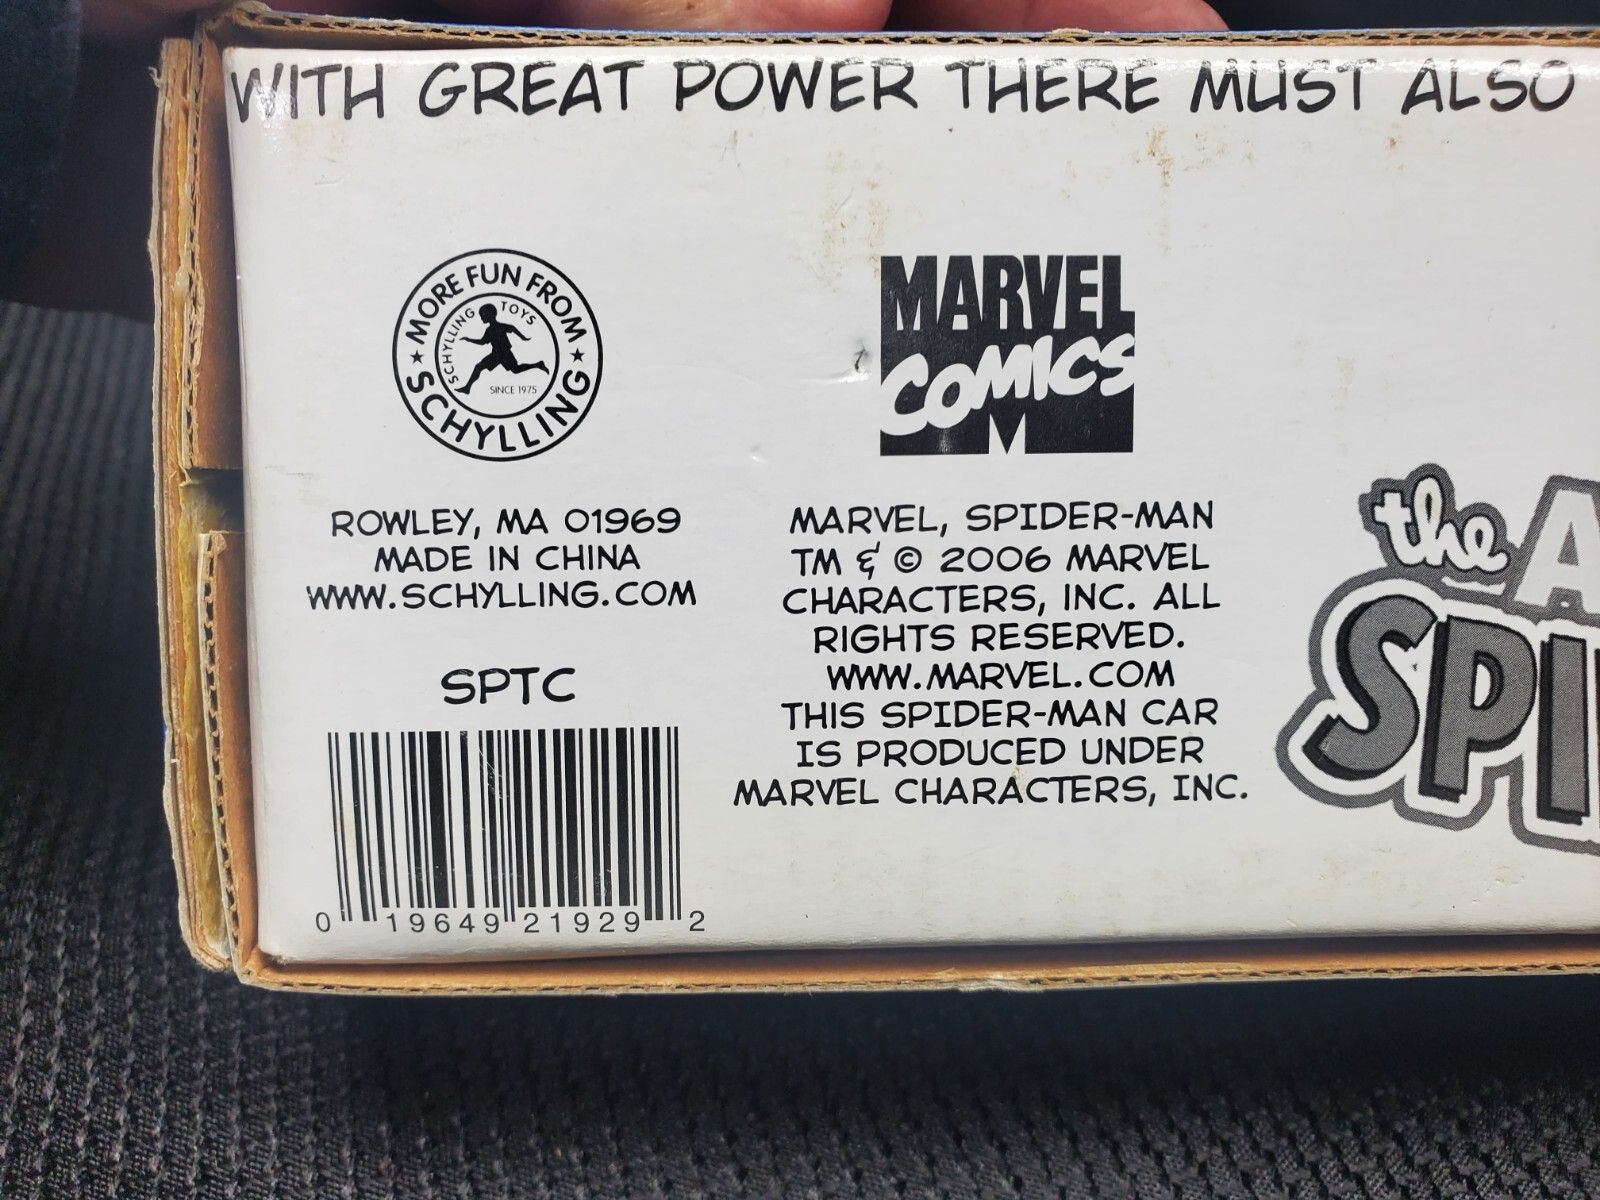 WITH GREAT POWER THERE MUST ALSO
★ MORE FUN FROM ★
SCHYLLING
SCHYLLING TOYS
SINCE 1975
ROWLEY, MA 01969
MADE IN CHINA
WWW.SCHYLLING.COM
SPTC
0 19649 21929 2
MARVEL
COMICS
M
MARVEL, SPIDER-MAN
TM & © 2006 MARVEL
CHARACTERS, INC. ALL
RIGHTS RESERVED.
WWW.MARVEL.COM
THIS SPIDER-MAN CAR
IS PRODUCED UNDER
MARVEL CHARACTERS, INC.
the A
SPI